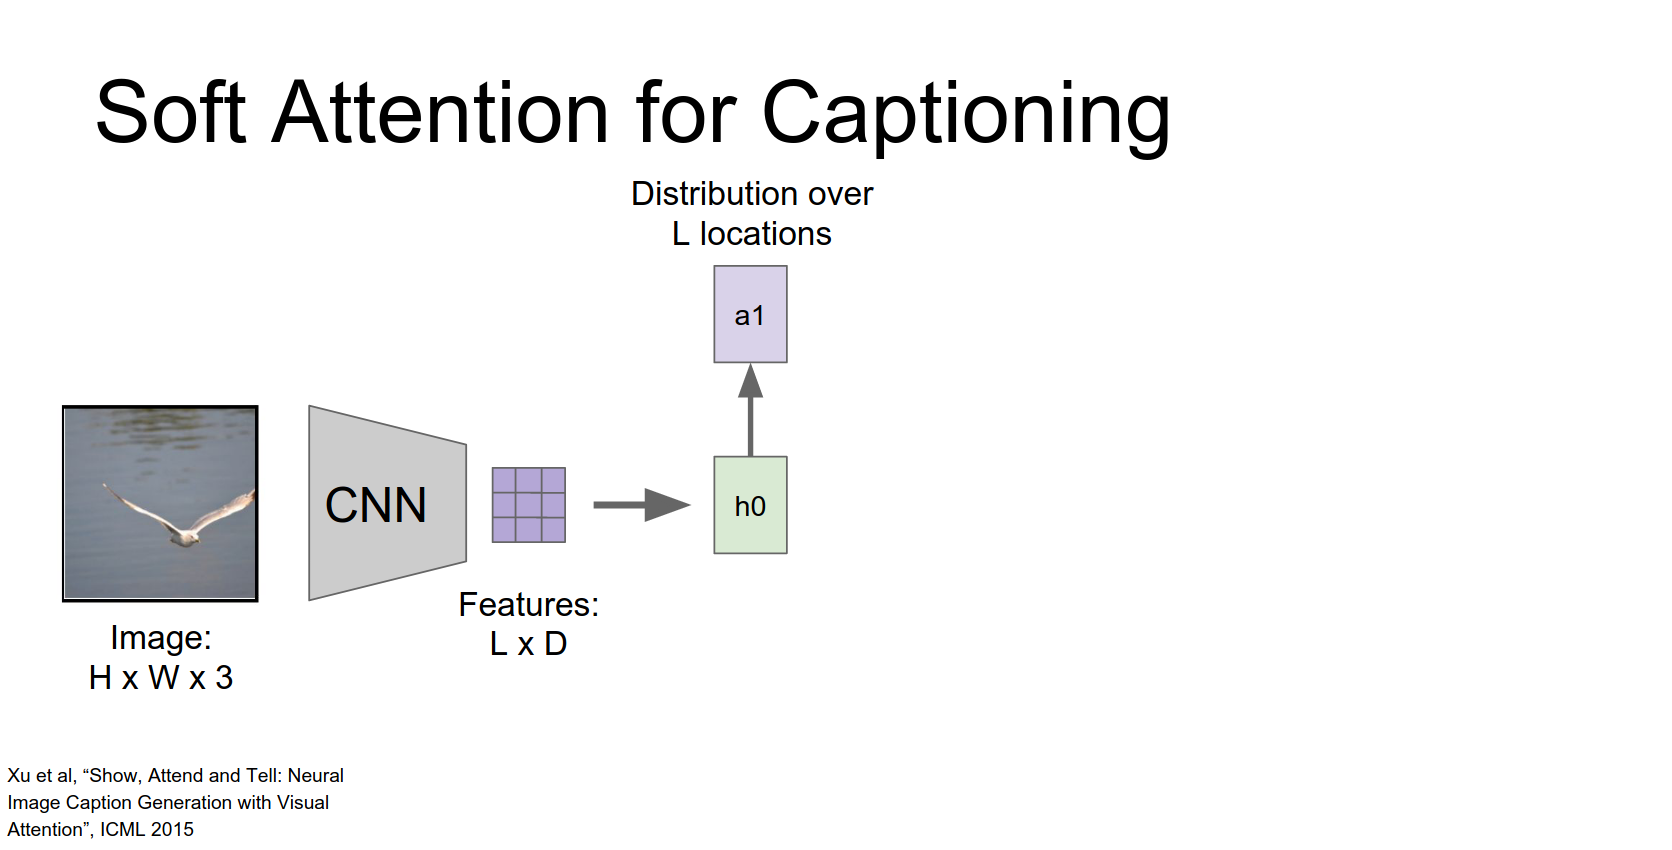 Soft Attention for Captioning
Distribution over
L locations
a1
CNN
h0
Features:
L x D
Image:
H x W x 3
Xu et al, “Show, Attend and Tell: Neural
Image Caption Generation with Visual
Attention”, ICML 2015